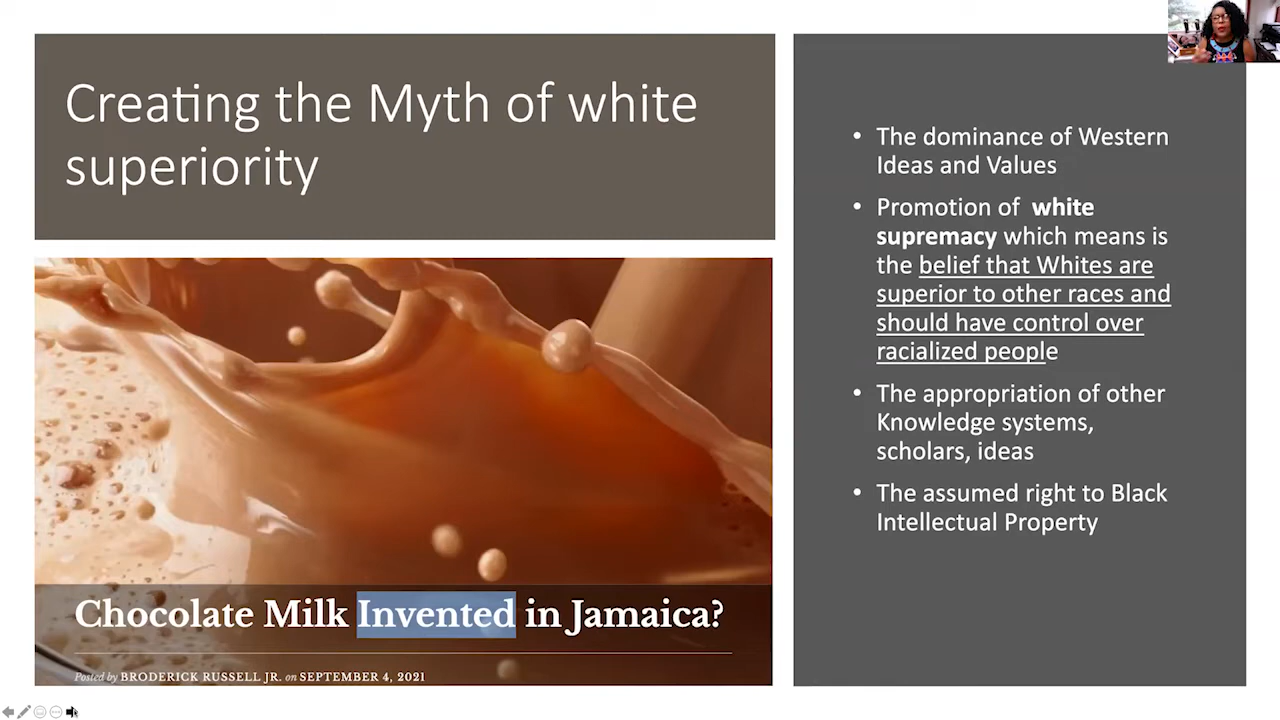 Creating the Myth of white
superiority
Chocolate Milk Invented in Jamaica?
Posted by BRODERICK RUSSELL JR. on SEPTEMBER 4, 2021
• The dominance of Western
Ideas and Values
• Promotion of white
supremacy which means is
the belief that Whites are
superior to other races and
should have control over
racialized people
• The appropriation of other
Knowledge systems,
scholars, ideas
• The assumed right to Black
Intellectual Property